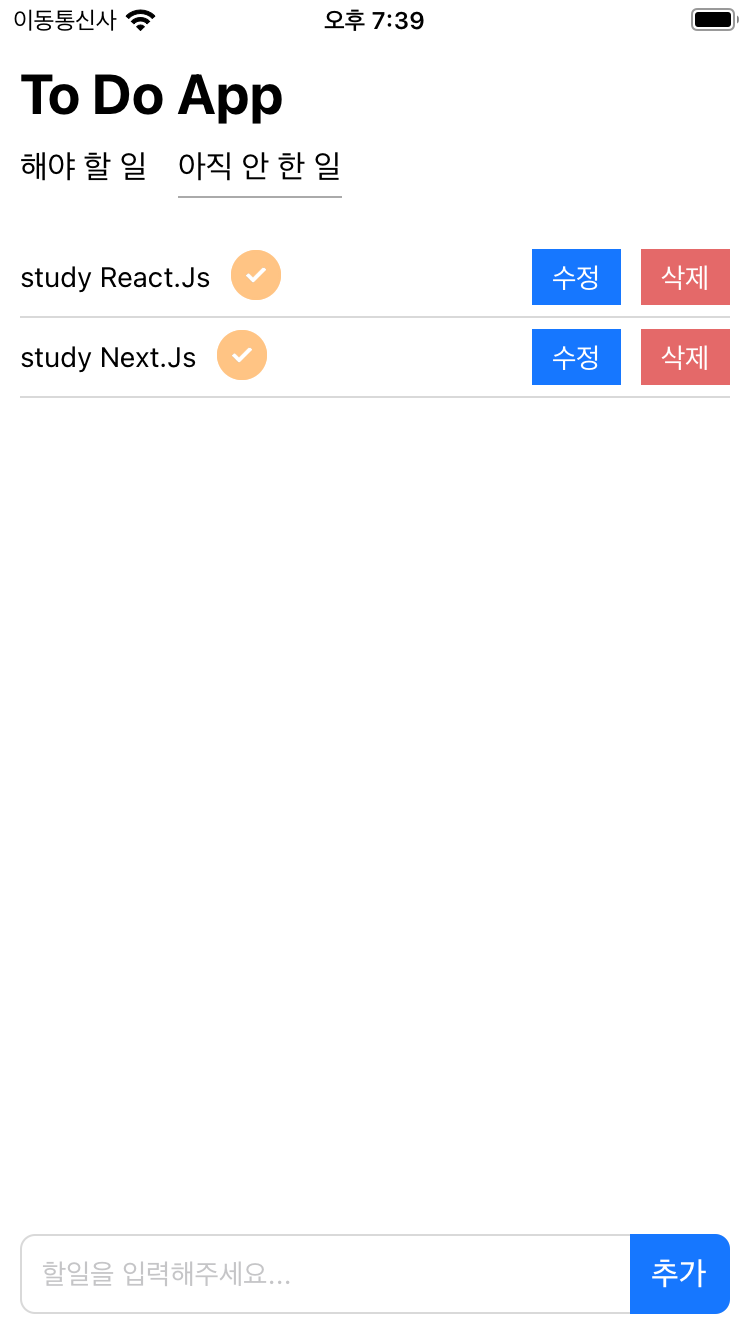 이동통신사 오후 7:39
To Do App
해야 할 일 아직 안 한 일
study React.Js 수정 삭제
study Next.Js 수정 삭제
할일을 입력해주세요... 추가